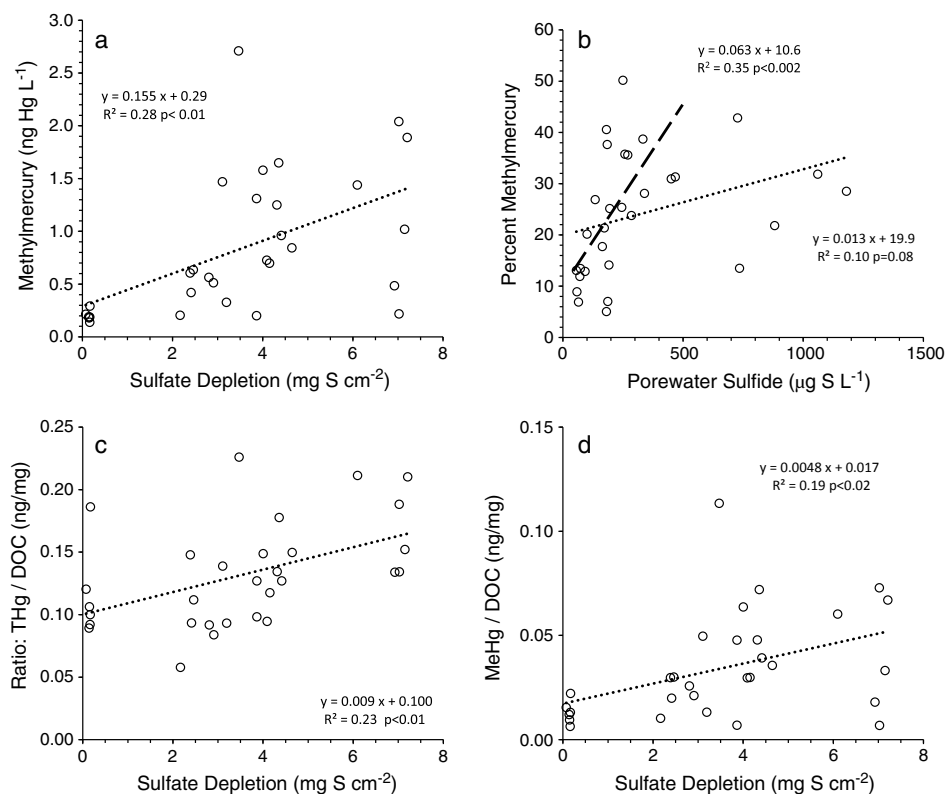 a
y = 0.155 x + 0.29
R² = 0.28 p< 0.01
Methylmercury (ng Hg L⁻¹)
3.0
2.5
2.0
1.5
1.0
0.5
0.0
0 2 4 6 8
Sulfate Depletion (mg S cm⁻²)
b
y = 0.063 x + 10.6
R² = 0.35 p<0.002
y = 0.013 x + 19.9
R² = 0.10 p=0.08
Percent Methylmercury
60
50
40
30
20
10
0
0 500 1000 1500
Porewater Sulfide (µg S L⁻¹)
c
y = 0.009 x + 0.100
R² = 0.23 p<0.01
Ratio: THg / DOC (ng/mg)
0.25
0.20
0.15
0.10
0.05
0.00
0 2 4 6 8
Sulfate Depletion (mg S cm⁻²)
d
y = 0.0048 x + 0.017
R² = 0.19 p<0.02
MeHg / DOC (ng/mg)
0.15
0.10
0.05
0.00
0 2 4 6 8
Sulfate Depletion (mg S cm⁻²)